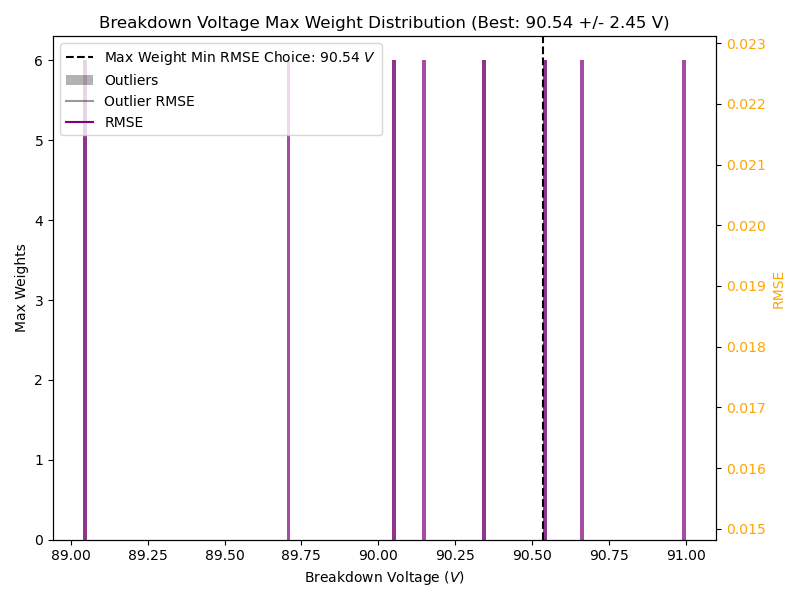 Breakdown Voltage Max Weight Distribution (Best: 90.54 +/- 2.45 V)
Max Weight Min RMSE Choice: 90.54 V
Outliers
Outlier RMSE
RMSE
Max Weights
6
5
4
3
2
1
0
0.023
0.022
0.021
0.020
0.019
0.018
0.017
0.016
0.015
RMSE
89.00 89.25 89.50 89.75 90.00 90.25 90.50 90.75 91.00
Breakdown Voltage (V)